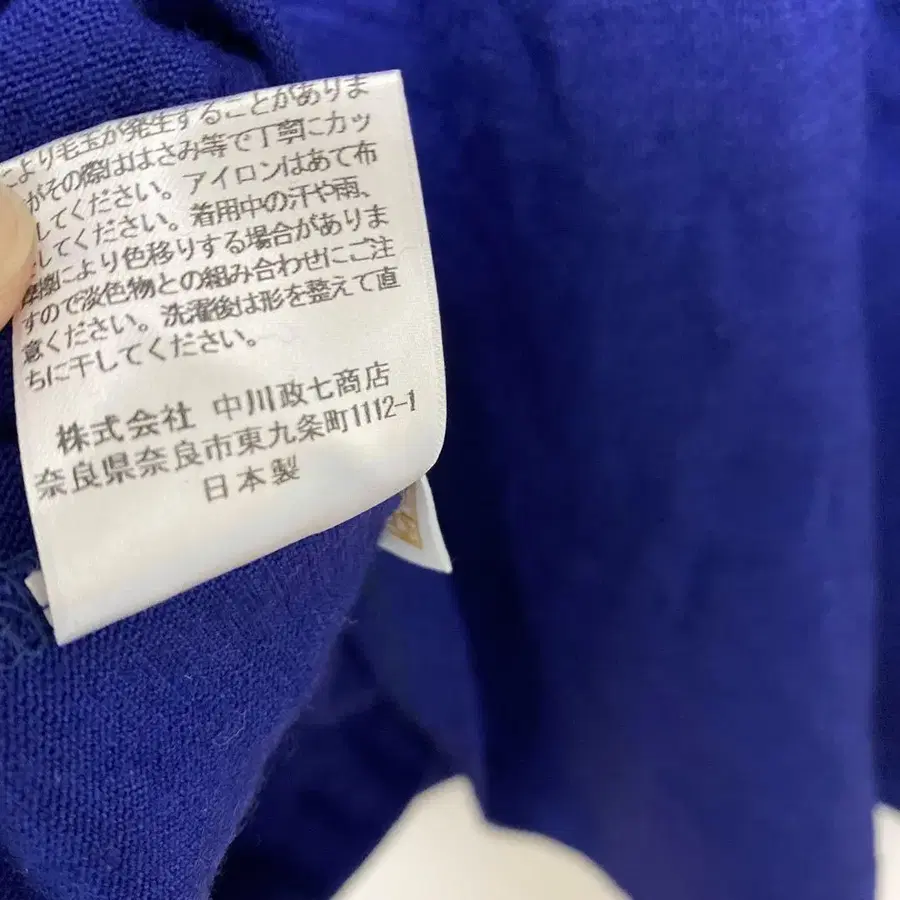 により毛玉が発生することがありま
がその際ははさみ等で丁寧にカッ
してください。アイロンはあて布
してください。着用中の汗や雨、
摩擦により色移りする場合がありま
すので淡色物との組み合わせにご注
意ください。洗濯後は形を整えて直
ちに干してください。
株式会社 中川政七商店
奈良県奈良市東九条町1112-1
日本製